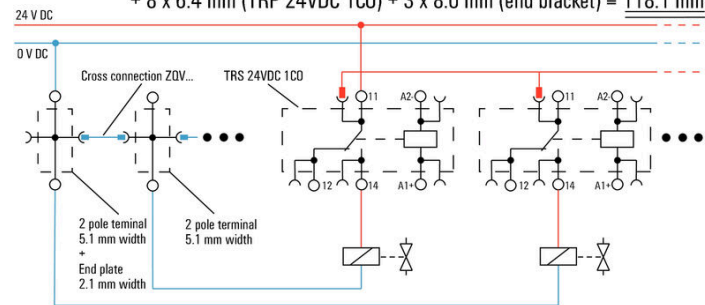 + 8 x 6.4 mm (TRP 24VDC 1CO) + 3 x 8.0 mm (end bracket) = 118.1 mm
24 V DC
0 V DC
Cross connection ZQV...
TRS 24VDC 1CO
11
A2-
11
A2-
12
14
A1+
12
14
A1+
2 pole teminal
5.1 mm width
+
End plate
2.1 mm width
2 pole terminal
5.1 mm width